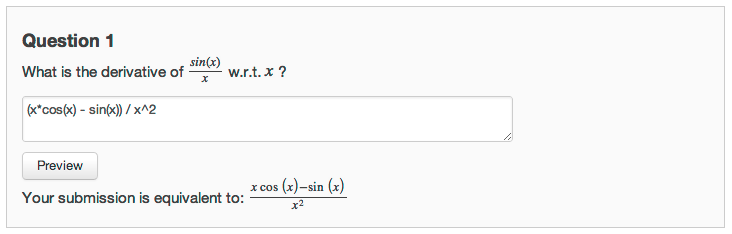 Question 1
What is the derivative of sin(x)/x w.r.t. x ?
(x*cos(x) - sin(x)) / x^2
Preview
Your submission is equivalent to: x cos (x)−sin (x)/x²